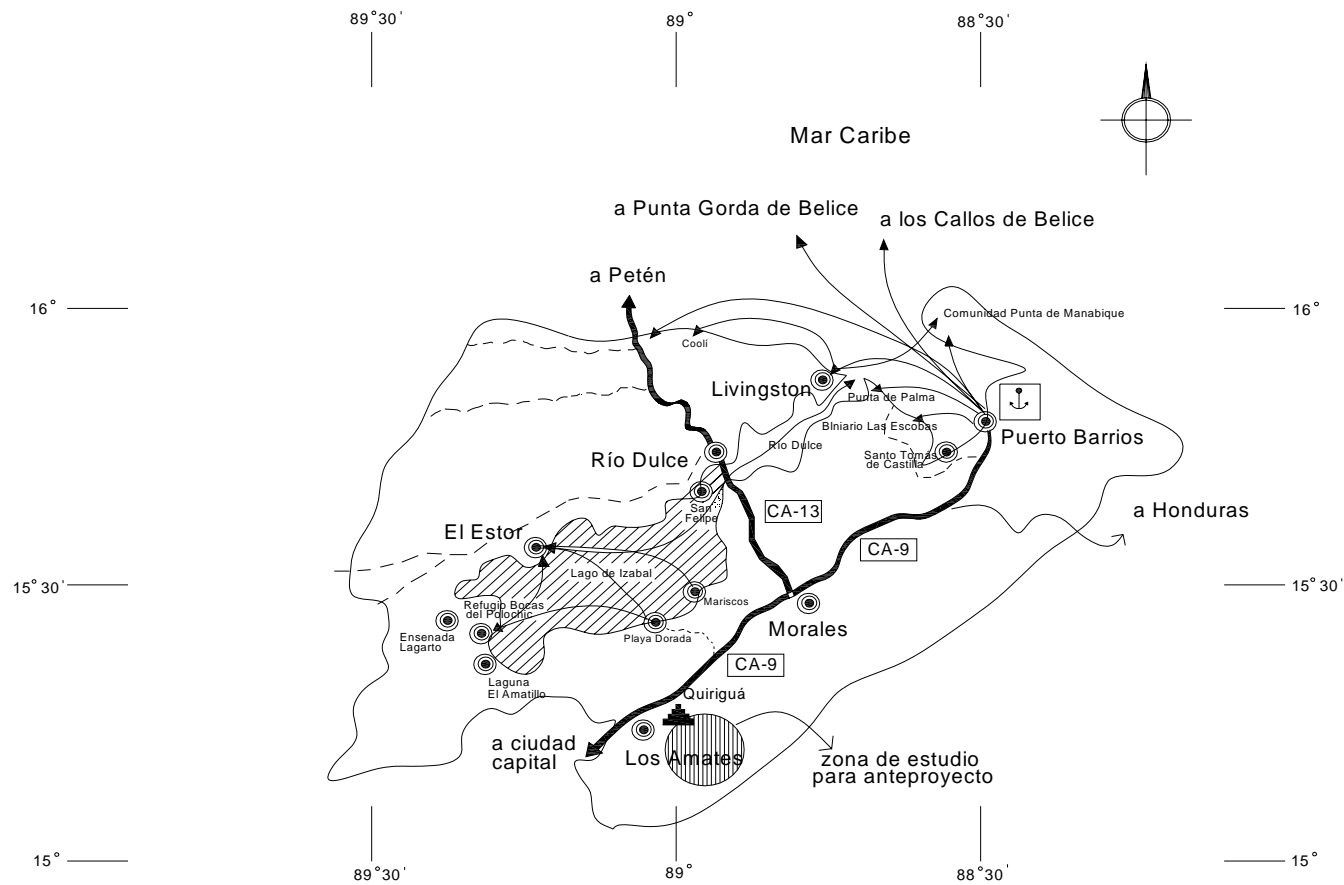 89°30'
89°
88°30'
Mar Caribe
a Punta Gorda de Belice
a los Callos de Belice
a Petén
16°
16°
Comunidad Punta de Manabique
Coolí
Livingston
Punta de Palma
Blniario Las Escobas
Puerto Barrios
Río Dulce
Río Dulce
Santo Tomás
de Castilla
San
Felipe
CA-13
a Honduras
El Estor
CA-9
Lago de Izabal
15°30'
15°30'
Mariscos
Refugio Bocas
del Polochic
Ensenada
Lagarto
Playa Dorada
Morales
CA-9
Laguna
El Amatillo
Quiriguá
a ciudad
capital
Los Amates
zona de estudio
para anteproyecto
15°
15°
89°30'
89°
88°30'